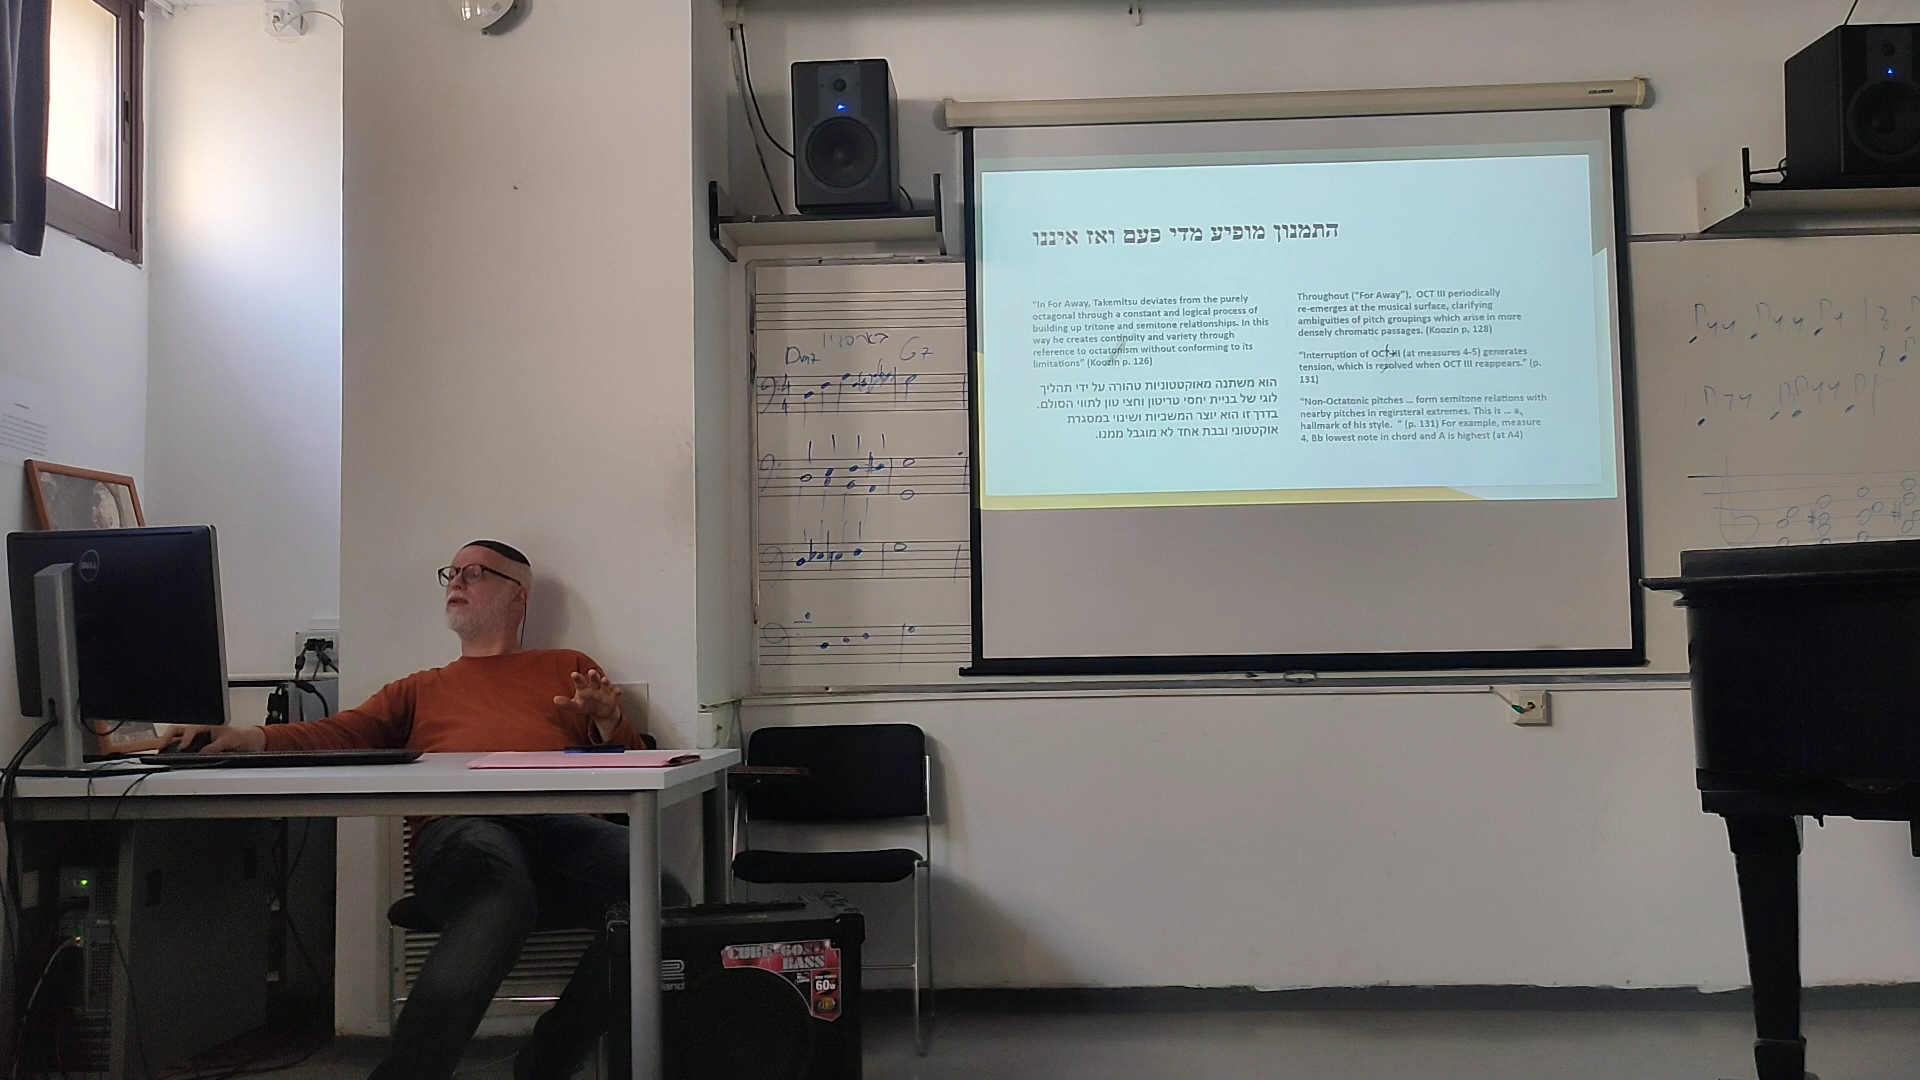 התמנון מופיע מדי פעם ואז איננו
"In For Away, Takemitsu deviates from the purely
octagonal through a constant and logical process of
building up tritone and semitone relationships. In this
way he creates continuity and variety through
reference to octatonism without conforming to its
limitations" (Koozin p. 126)
הוא משתנה מאוקטטוניות טהורה על ידי תהליך
לוגי של בניית יחסי טריטון וחצי טון לתווי הסולם.
בדרך זו הוא יוצר המשכיות ושינוי במסגרת
אוקטטוני ובבת אחד לא מוגבל ממנו.
Throughout ("For Away"), OCT III periodically
re-emerges at the musical surface, clarifying
ambiguities of pitch groupings which arise in more
densely chromatic passages. (Koozin p, 128)
"Interruption of OCT III (at measures 4-5) generates
tension, which is resolved when OCT III reappears." (p.
131)
"Non-Octatonic pitches ... form semitone relations with
nearby pitches in regirsteral extremes. This is ... a
hallmark of his style. " (p. 131) For example, measure
4, Bb lowest note in chord and A is highest (at A4)
Dm7
G7
4
4
DELL
CUBE-60
BASS
60W